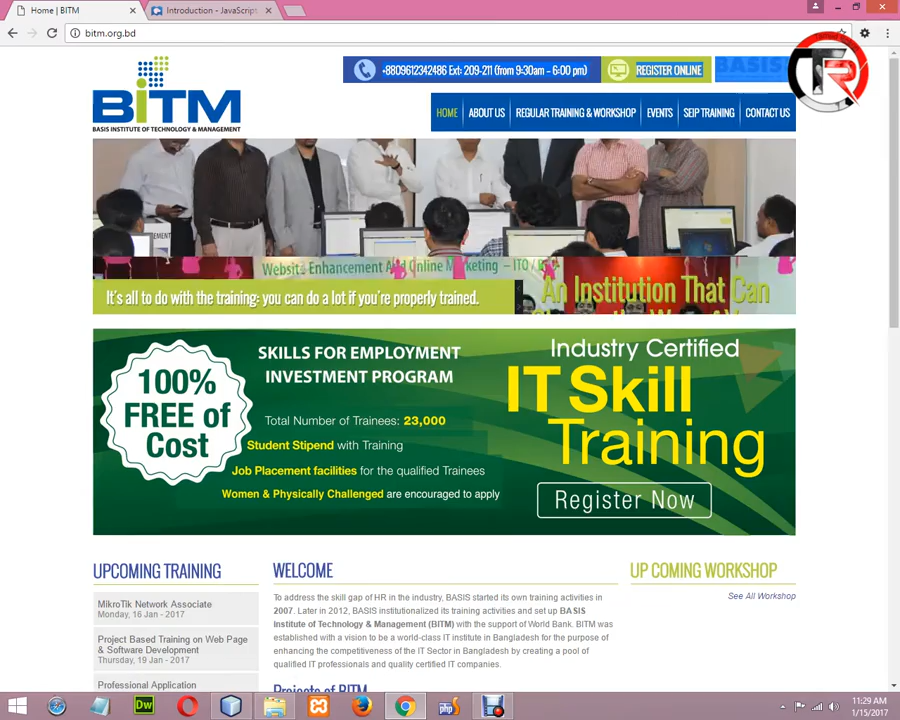 Home | BITM
Introduction - JavaScript
bitm.org.bd
BiTM
BASIS INSTITUTE OF TECHNOLOGY & MANAGEMENT
+8809612342486 Ext: 209-211 (from 9-30am - 6:00 pm)
REGISTER ONLINE
BASIS
TR
HOME
ABOUT US
REGULAR TRAINING & WORKSHOP
EVENTS
SEIP TRAINING
CONTACT US
Website Enhancement And Online Marketing – ITO /
It's all to do with the training: you can do a lot if you're properly trained.
An Institution That Can
100%
FREE of
Cost
SKILLS FOR EMPLOYMENT
INVESTMENT PROGRAM
Total Number of Trainees: 23,000
Student Stipend with Training
Job Placement facilities for the qualified Trainees
Women & Physically Challenged are encouraged to apply
Industry Certified
IT Skill
Training
Register Now
UPCOMING TRAINING
MikroTik Network Associate
Monday, 16 Jan - 2017
Project Based Training on Web Page
& Software Development
Thursday, 19 Jan - 2017
Professional Application
WELCOME
To address the skill gap of HR in the industry, BASIS started its own training activities in
2007. Later in 2012, BASIS institutionalized its training activities and set up BASIS
Institute of Technology & Management (BITM) with the support of World Bank. BITM was
established with a vision to be a world-class IT institute in Bangladesh for the purpose of
enhancing the competitiveness of the IT Sector in Bangladesh by creating a pool of
qualified IT professionals and quality certified IT companies.
Projects of BITM
UP COMING WORKSHOP
See All Workshop
Dw
php
11:29 AM
1/15/2017